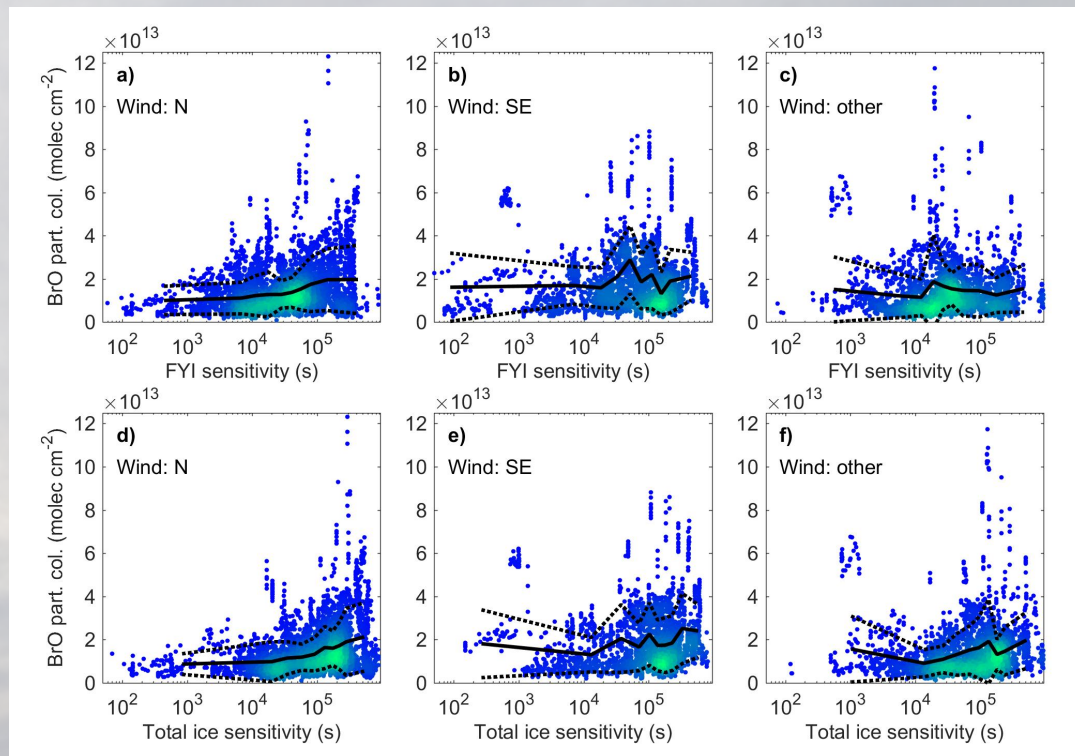 ×10^13 ×10^13 ×10^13
12 12 12
a) b) c)
Wind: N Wind: SE Wind: other
10 10 10
8 8 8
6 6 6
4 4 4
2 2 2
0 0 0
BrO part. col. (molec cm^-2)
10^2 10^3 10^4 10^5 10^2 10^3 10^4 10^5 10^2 10^3 10^4 10^5
FYI sensitivity (s) FYI sensitivity (s) FYI sensitivity (s)
×10^13 ×10^13 ×10^13
12 12 12
d) e) f)
Wind: N Wind: SE Wind: other
10 10 10
8 8 8
6 6 6
4 4 4
2 2 2
0 0 0
BrO part. col. (molec cm^-2)
10^2 10^3 10^4 10^5 10^2 10^3 10^4 10^5 10^2 10^3 10^4 10^5
Total ice sensitivity (s) Total ice sensitivity (s) Total ice sensitivity (s)